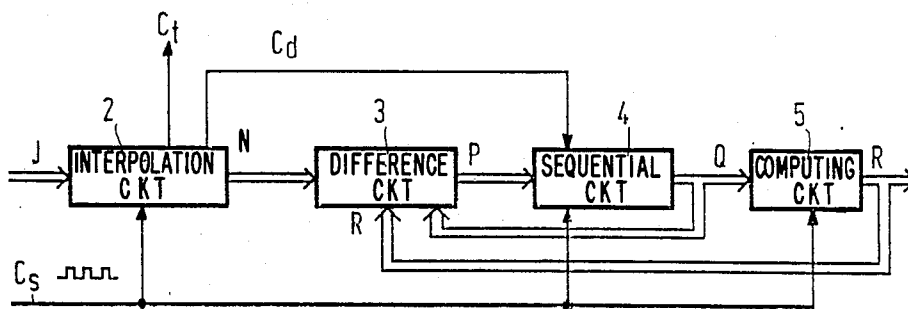 Ct
Cd
2
3
4
5
J
INTERPOLATION
CKT
N
DIFFERENCE
CKT
P
SEQUENTIAL
CKT
Q
COMPUTING
CKT
R
R
Cs